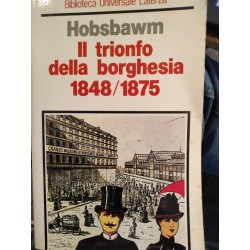 Biblioteca Universale Laterza
Hobsbawm
Il trionfo
della borghesia
1848/1875